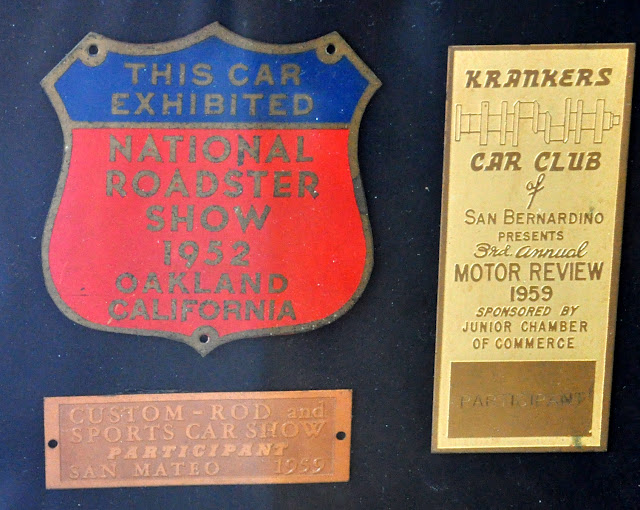 THIS CAR
EXHIBITED
NATIONAL
ROADSTER
SHOW
1952
OAKLAND
CALIFORNIA
KRANKERS
CAR CLUB
of
SAN BERNARDINO
PRESENTS
3rd Annual
MOTOR REVIEW
1959
SPONSORED BY
JUNIOR CHAMBER
OF COMMERCE
PARTICIPANT
CUSTOM-ROD and
SPORTS CAR SHOW
PARTICIPANT
SAN MATEO 1959